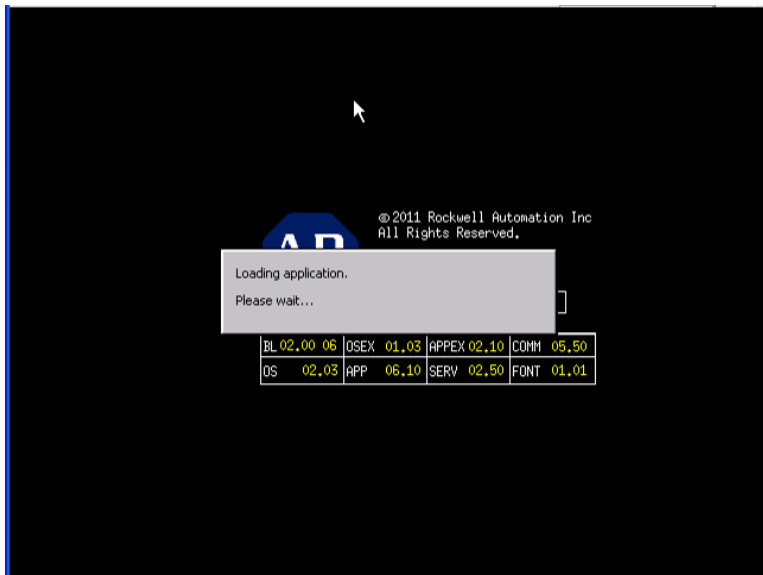 © 2011 Rockwell Automation Inc
All Rights Reserved.
AB
Loading application.
Please wait...
BL 02.00 06 OSEX 01.03 APPEX 02.10 COMM 05.50
OS 02.03 APP 06.10 SERV 02.50 FONT 01.01